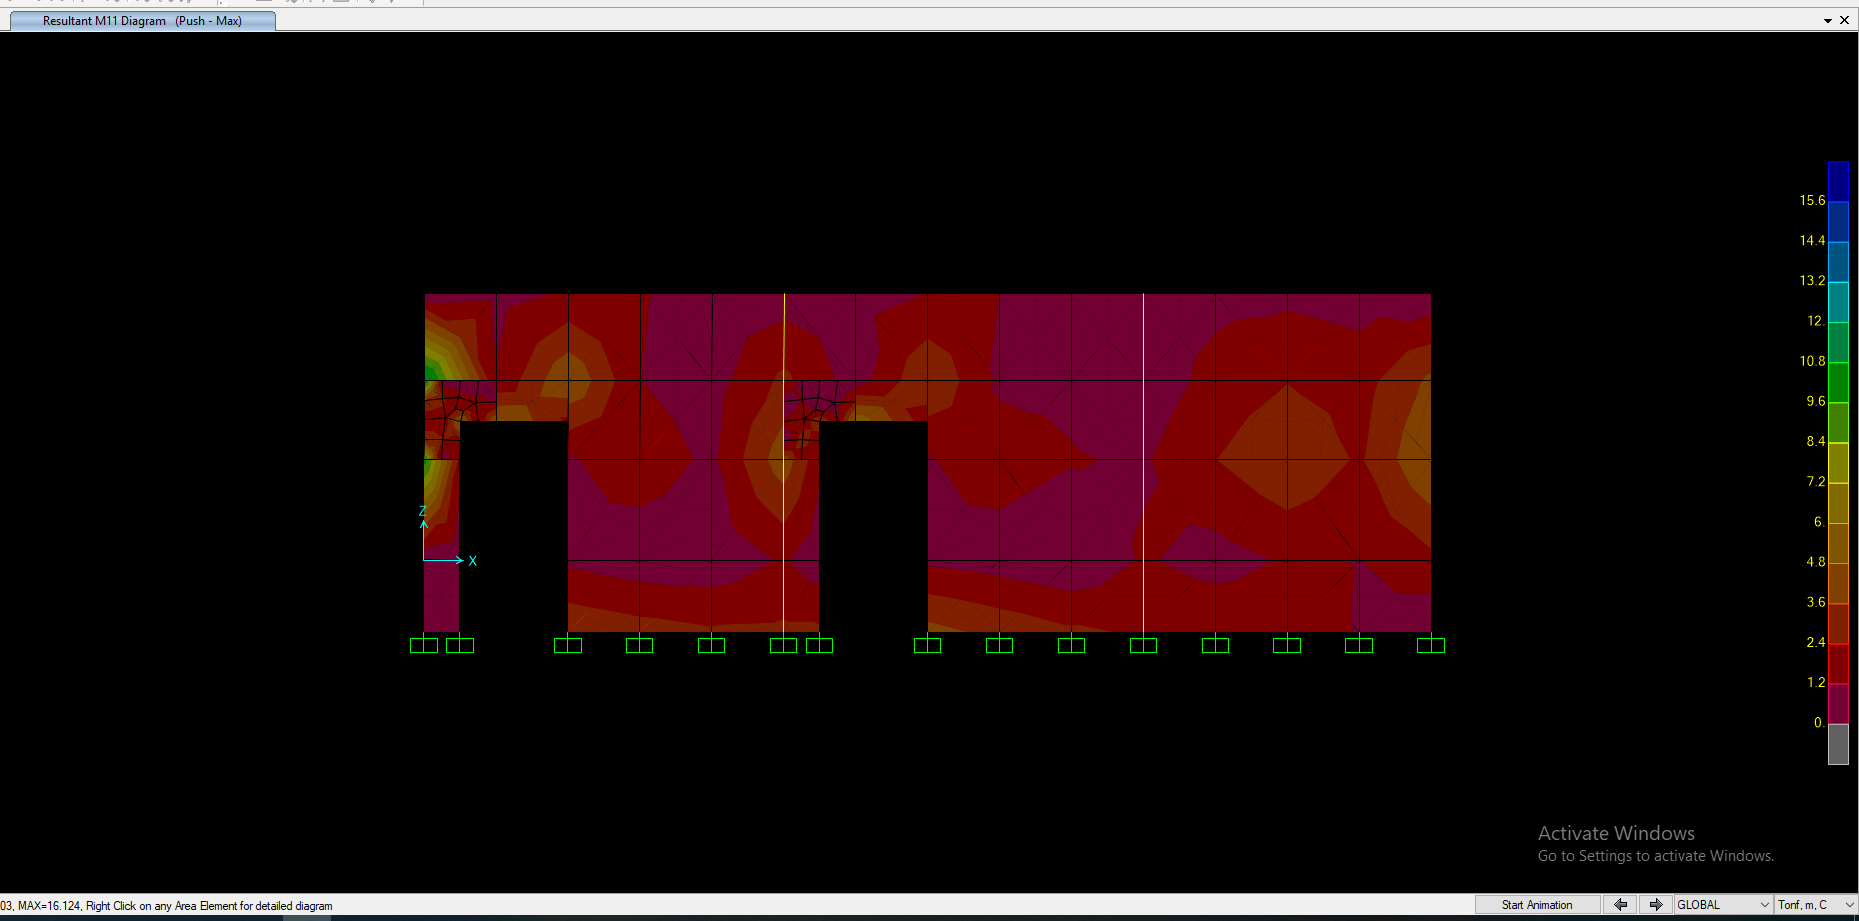 Resultant M11 Diagram (Push - Max)
15.6
14.4
13.2
12.
10.8
9.6
8.4
7.2
6.
4.8
3.6
2.4
1.2
0.
Z
X
Activate Windows
Go to Settings to activate Windows.
03, MAX=16.124, Right Click on any Area Element for detailed diagram
Start Animation
GLOBAL
Tonf, m, C